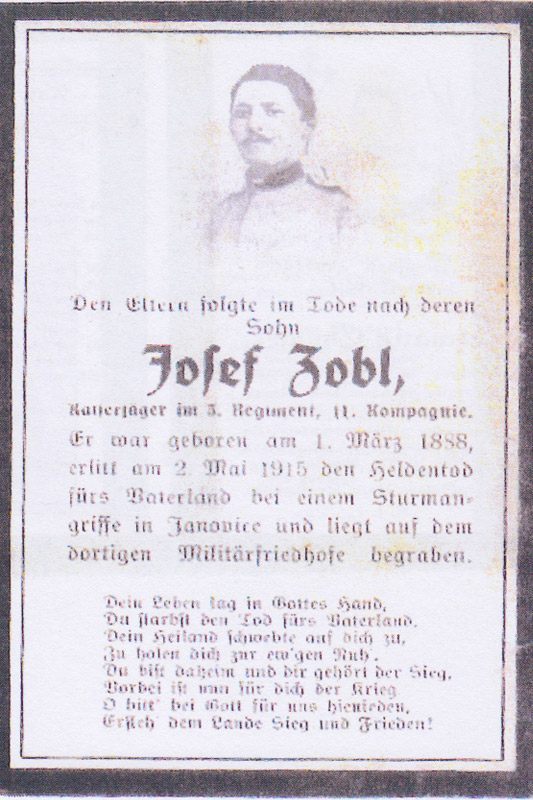 Den Eltern folgte im Tode nach deren
Sohn
Josef Zobl,
Kaiserjäger im 3. Regiment, 11. Kompagnie.
Er war geboren am 1. März 1888,
erlitt am 2. Mai 1915 den Heldentod
fürs Vaterland bei einem Sturman-
griffe in Janovice und liegt auf dem
dortigen Militärfriedhofe begraben.
Dein Leben lag in Gottes Hand,
Du starbst den Tod fürs Vaterland.
Dein Heiland schwebte auf dich zu,
Zu holen dich zur ew'gen Ruh'.
Du bist daheim und dir gehört der Sieg,
Vorbei ist nun für dich der Krieg
O bitt' bei Gott für uns hienieden,
Erfleh' dem Lande Sieg und Frieden!